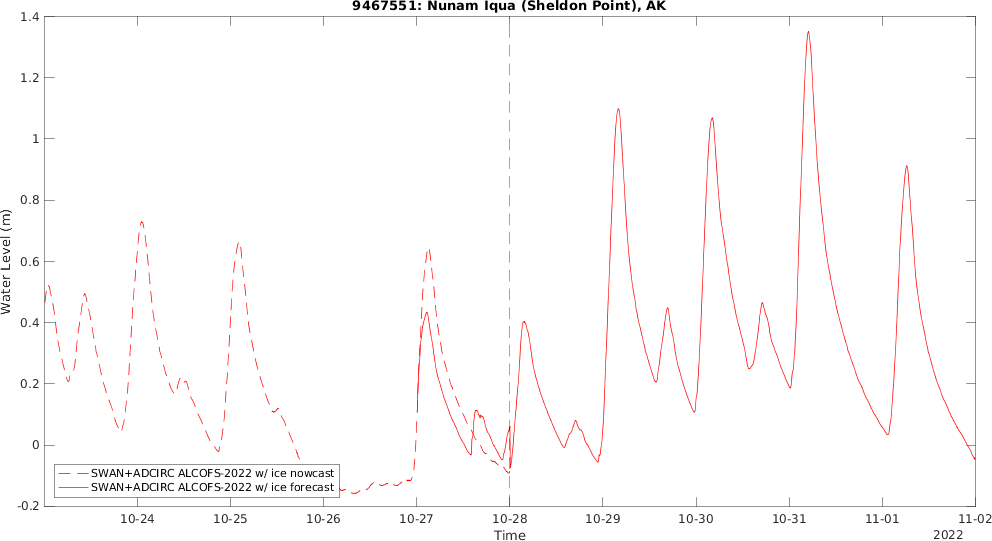 9467551: Nunam Iqua (Sheldon Point), AK
1.4
1.2
1
0.8
0.6
0.4
0.2
0
-0.2
Water Level (m)
SWAN+ADCIRC ALCOFS-2022 w/ ice nowcast
SWAN+ADCIRC ALCOFS-2022 w/ ice forecast
10-24 10-25 10-26 10-27 10-28 10-29 10-30 10-31 11-01 11-02
Time
2022